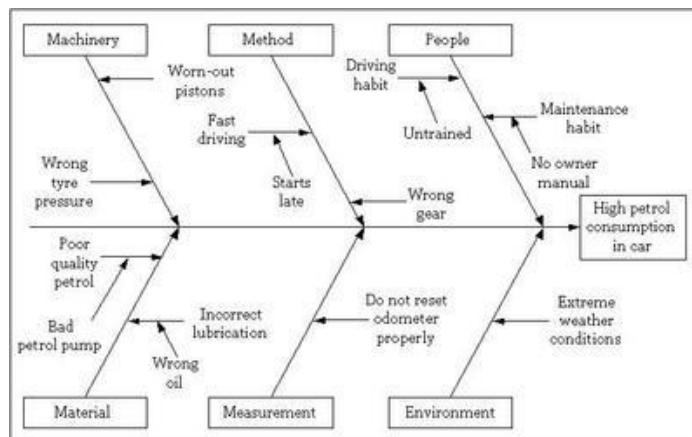 Machinery
Method
People
Worn-out
pistons
Driving
habit
Fast
driving
Untrained
Maintenance
habit
Wrong
tyre
pressure
Starts
late
No owner
manual
Wrong
gear
High petrol
consumption
in car
Poor
quality
petrol
Bad
petrol pump
Incorrect
lubrication
Wrong
oil
Do not reset
odometer
properly
Extreme
weather
conditions
Material
Measurement
Environment